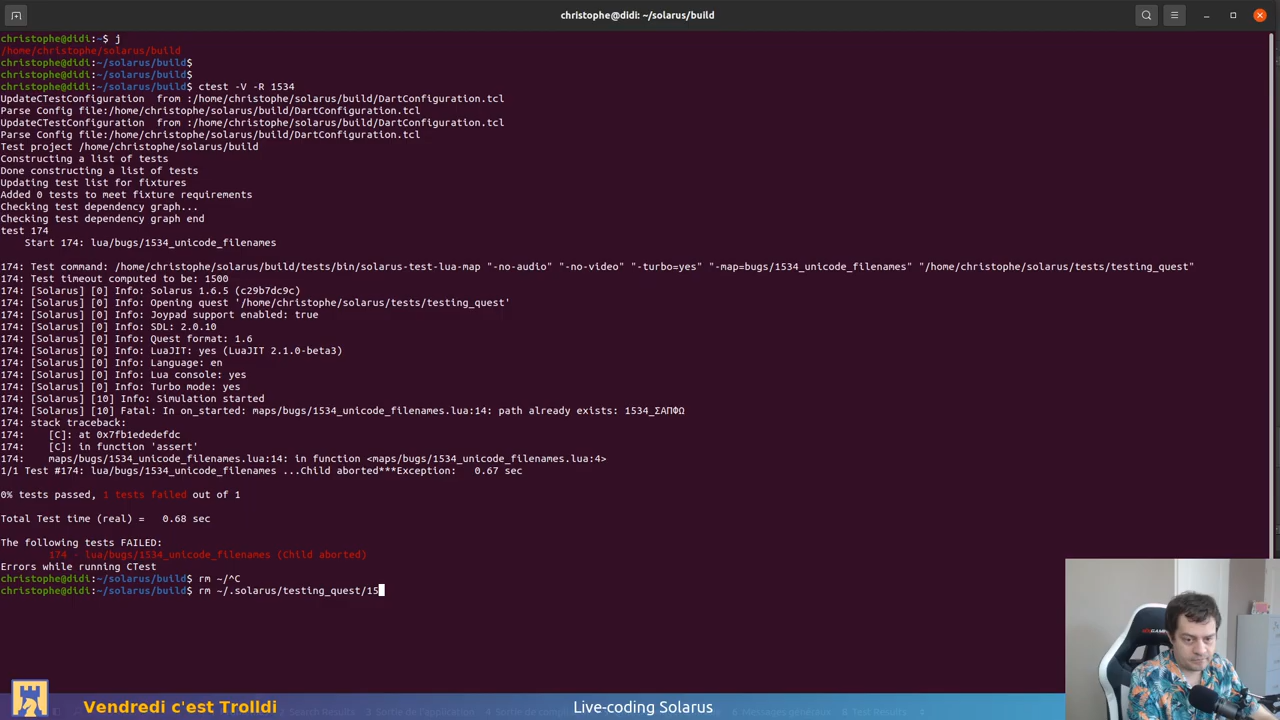 christophe@didi: ~/solarus/build
christophe@didi:~$ j
/home/christophe/solarus/build
christophe@didi:~/solarus/build$
christophe@didi:~/solarus/build$
christophe@didi:~/solarus/build$ ctest -V -R 1534
UpdateCTestConfiguration  from :/home/christophe/solarus/build/DartConfiguration.tcl
Parse Config file:/home/christophe/solarus/build/DartConfiguration.tcl
UpdateCTestConfiguration  from :/home/christophe/solarus/build/DartConfiguration.tcl
Parse Config file:/home/christophe/solarus/build/DartConfiguration.tcl
Test project /home/christophe/solarus/build
Constructing a list of tests
Done constructing a list of tests
Updating test list for fixtures
Added 0 tests to meet fixture requirements
Checking test dependency graph...
Checking test dependency graph end
test 174
    Start 174: lua/bugs/1534_unicode_filenames
174: Test command: /home/christophe/solarus/build/tests/bin/solarus-test-lua-map "-no-audio" "-no-video" "-turbo=yes" "-map=bugs/1534_unicode_filenames" "/home/christophe/solarus/tests/testing_quest"
174: Test timeout computed to be: 1500
174: [Solarus] [0] Info: Solarus 1.6.5 (c29b7dc9c)
174: [Solarus] [0] Info: Opening quest '/home/christophe/solarus/tests/testing_quest'
174: [Solarus] [0] Info: Joypad support enabled: true
174: [Solarus] [0] Info: SDL: 2.0.10
174: [Solarus] [0] Info: Quest format: 1.6
174: [Solarus] [0] Info: LuaJIT: yes (LuaJIT 2.1.0-beta3)
174: [Solarus] [0] Info: Language: en
174: [Solarus] [0] Info: Lua console: yes
174: [Solarus] [0] Info: Turbo mode: yes
174: [Solarus] [10] Info: Simulation started
174: [Solarus] [10] Fatal: In on_started: maps/bugs/1534_unicode_filenames.lua:14: path already exists: 1534_ΣΑΠΦΩ
174: stack traceback:
174:    [C]: at 0x7fb1ededefdc
174:    [C]: in function 'assert'
174:    maps/bugs/1534_unicode_filenames.lua:14: in function <maps/bugs/1534_unicode_filenames.lua:4>
1/1 Test #174: lua/bugs/1534_unicode_filenames ...Child aborted***Exception:   0.67 sec
0% tests passed, 1 tests failed out of 1
Total Test time (real) =   0.68 sec
The following tests FAILED:
174 - lua/bugs/1534_unicode_filenames (Child aborted)
Errors while running CTest
christophe@didi:~/solarus/build$ rm ~/^C
christophe@didi:~/solarus/build$ rm ~/.solarus/testing_quest/15
Vendredi c'est Trolldi
Live-coding Solarus